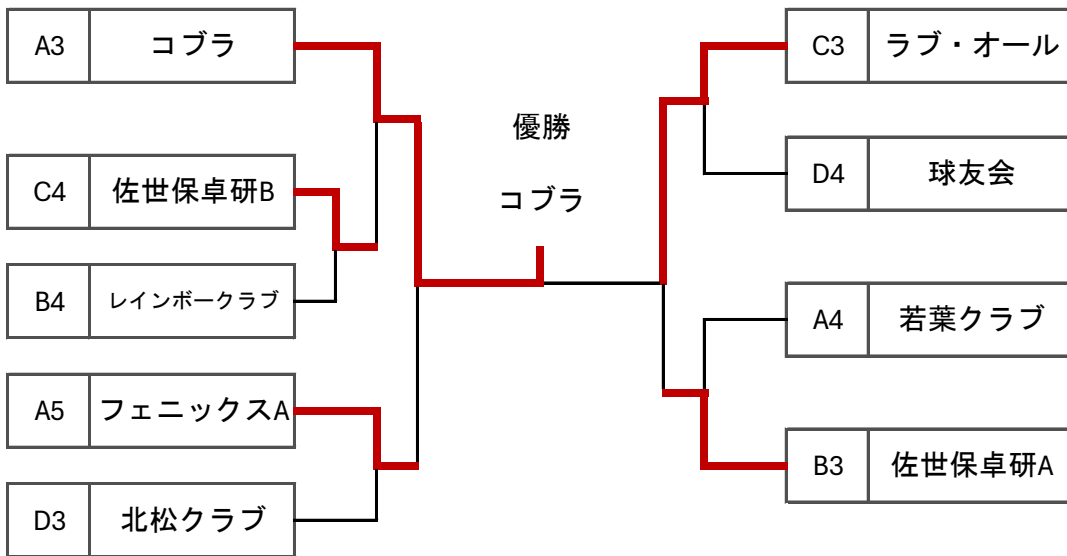 A3 コブラ
C4 佐世保卓研B
B4 レインボークラブ
A5 フェニックスA
D3 北松クラブ
優勝
コブラ
C3 ラブ・オール
D4 球友会
A4 若葉クラブ
B3 佐世保卓研A